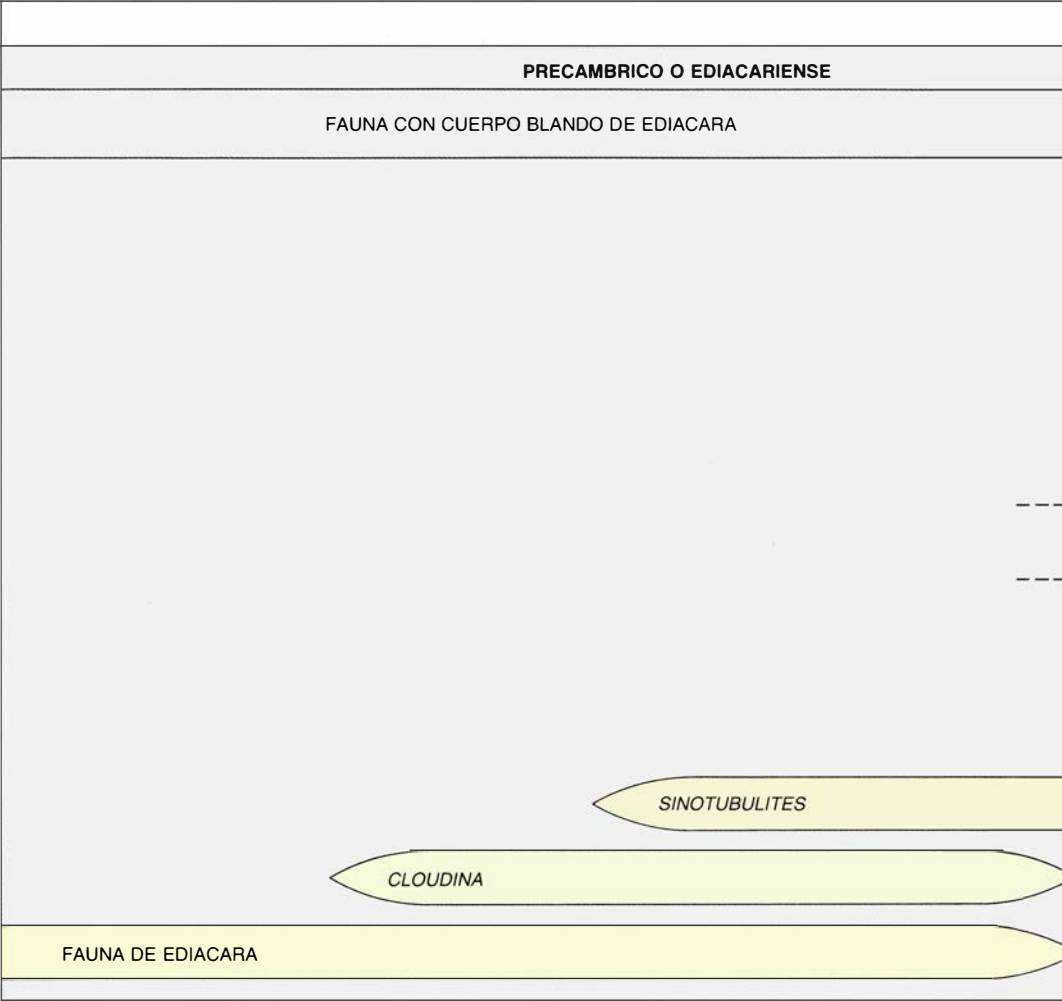 PRECAMBRICO O EDIACARIENSE
FAUNA CON CUERPO BLANDO DE EDIACARA
SINOTUBULITES
CLOUDINA
FAUNA DE EDIACARA